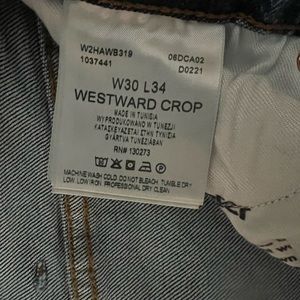 W2HAWB319 06DCA02
1037441 D0221
W30 L34
WESTWARD CROP
MADE IN TUNISIA
WYPRODUKOWANO W TUNEZJI
ΚΑΤΑΣΚΕΥΑΖΕΤΑΙ ΣΤΗΝ ΤΥΝΗΣΙΑ
GYÁRTVA TUNÉZIÁBAN
RN# 130273
MACHINE WASH COLD DO NOT BLEACH, TUMBLE DRY
LOW LOW IRON PROFESSIONAL DRY CLEAN